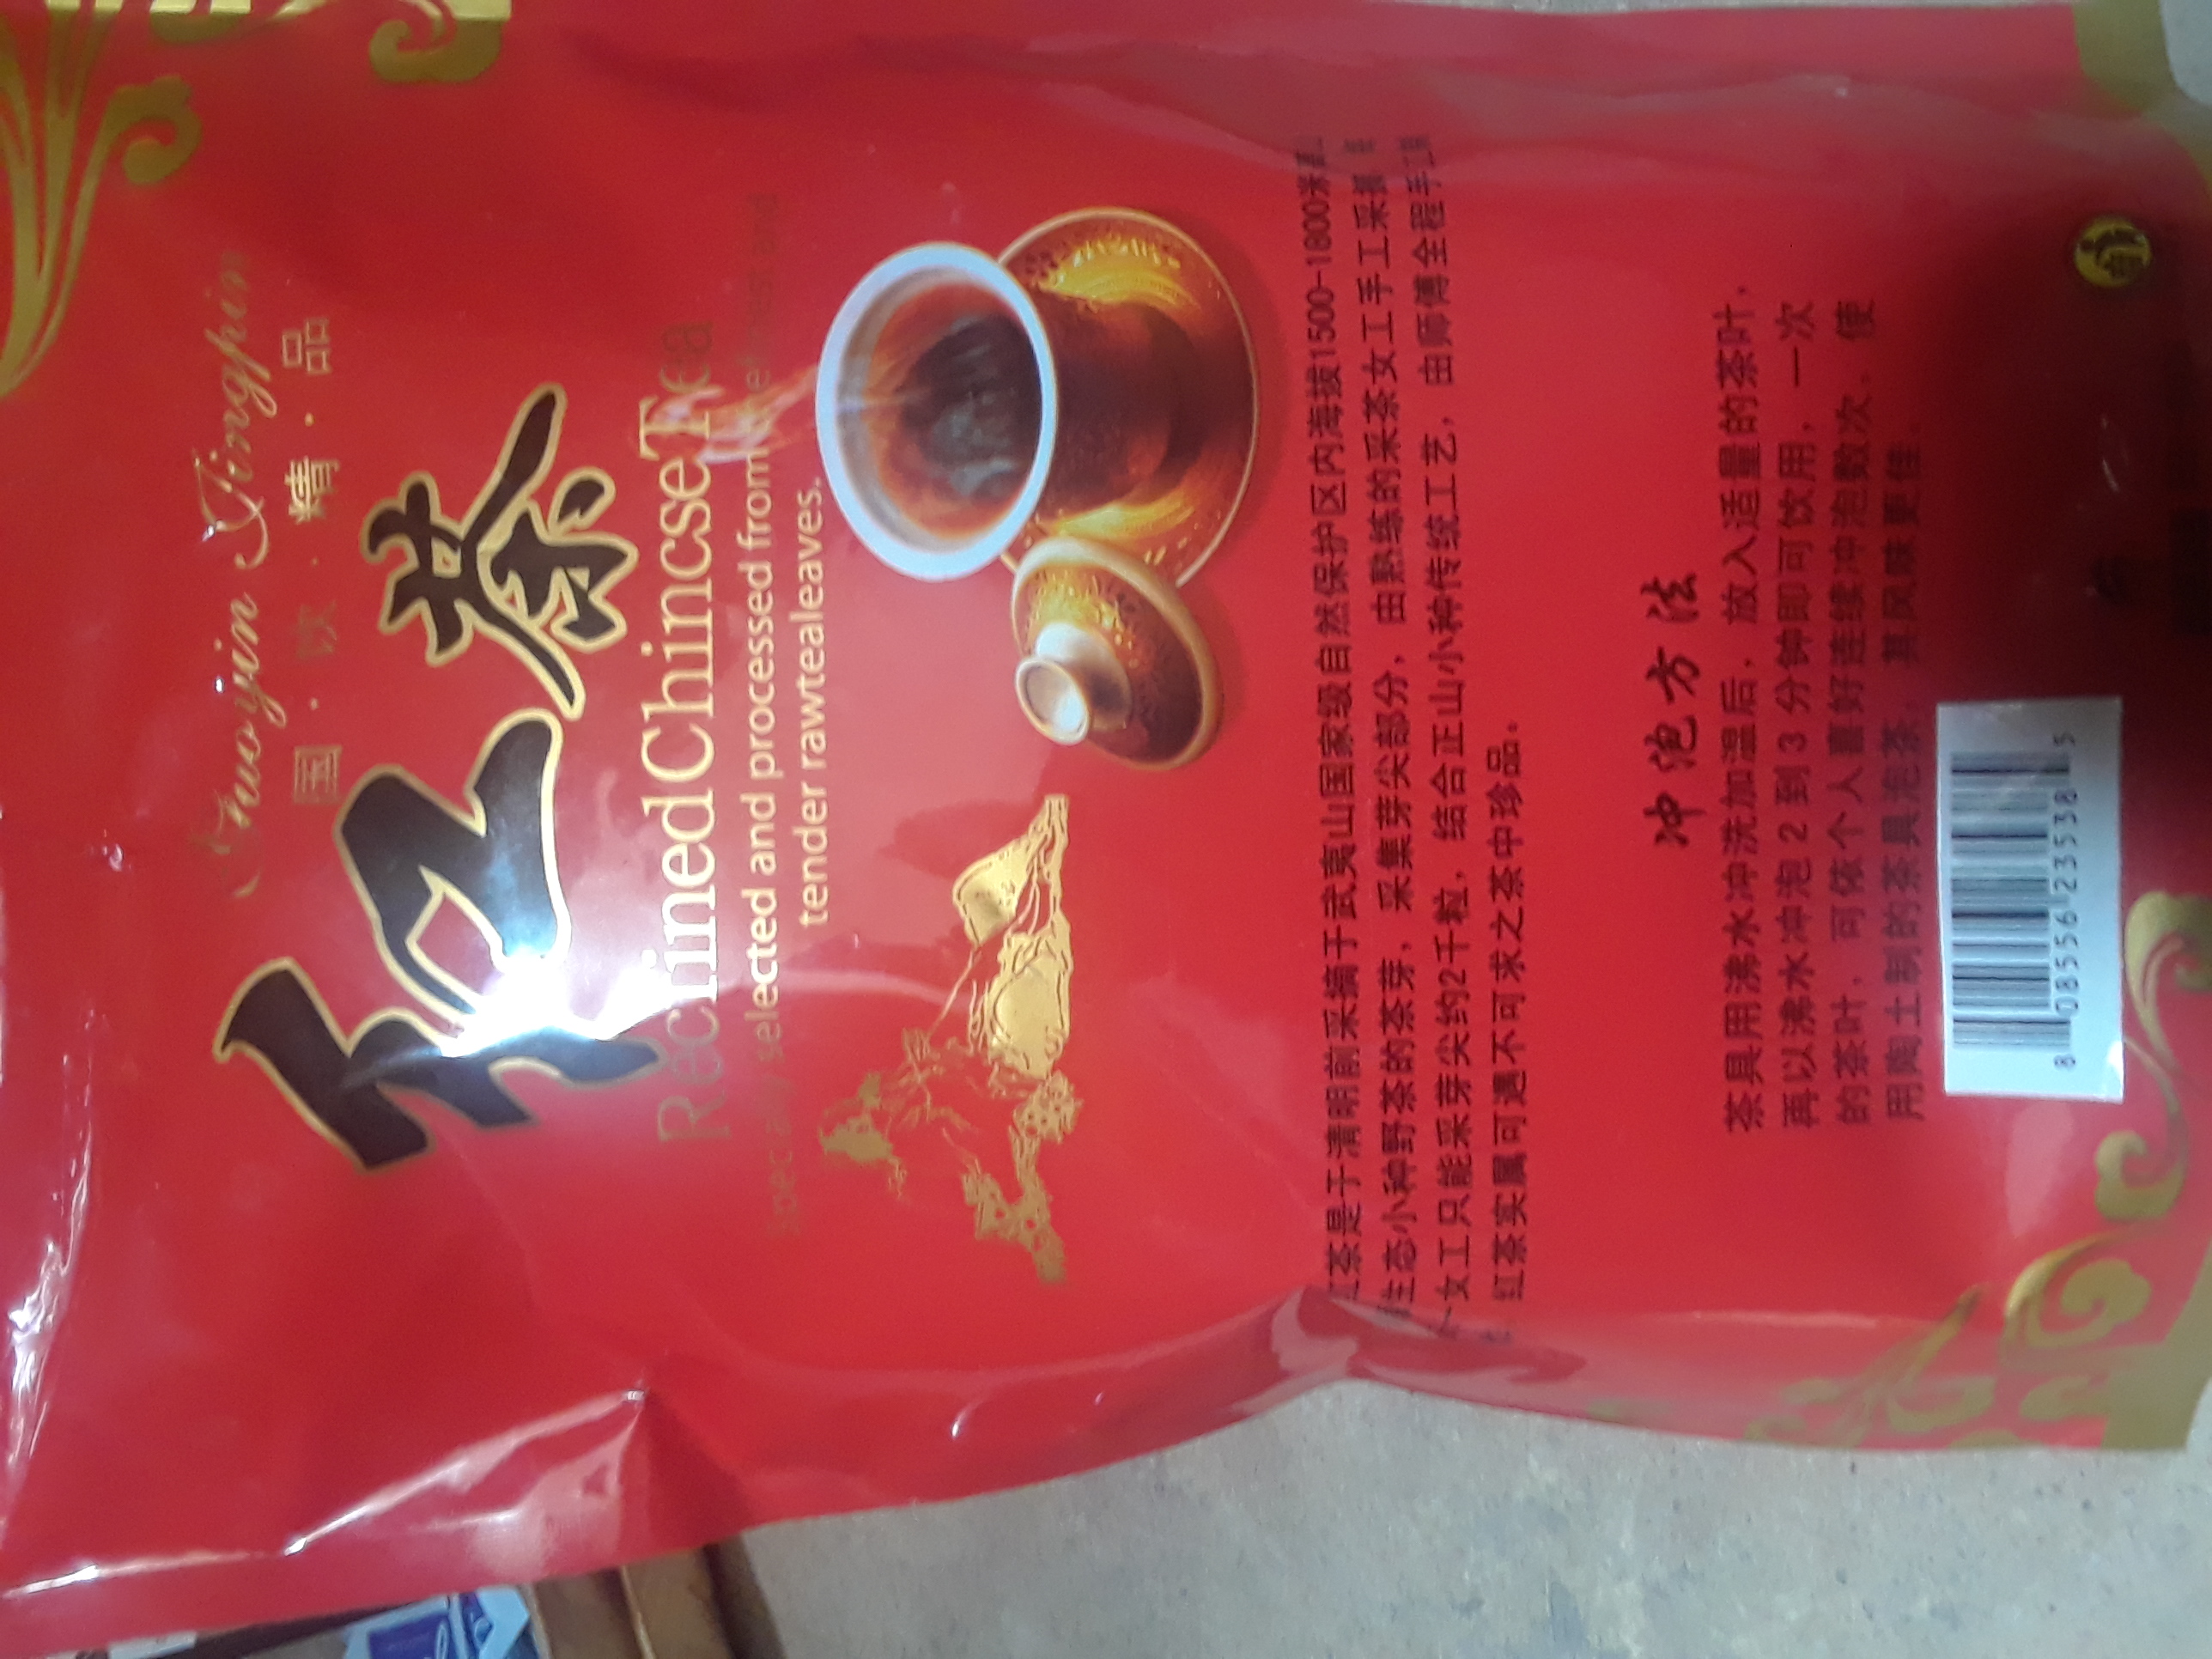 Guoyin Jingpin
国·饮·精·品
红茶
RecfinedChincseTea
Specially selected and processed from
tender rawtealeaves.
红茶是于清明前采摘于武夷山国家级自然保护区内海拔1500-1800米
生态小种野茶的茶芽，采集芽尖部分，由熟练的采茶女工手工采摘
女工只能采芽尖约2千粒，结合正山小种传统工艺，由师傅全程手工
红茶实属可遇不可求之茶中珍品。
冲泡方法
茶具用沸水冲洗加温后，放入适量的茶叶，
再以沸水冲泡2到3分钟即可饮用，一次
的茶叶，可依个人喜好连续冲泡数次，使
用陶土制的茶具泡茶，其风味更佳。
8 085556 235386 5